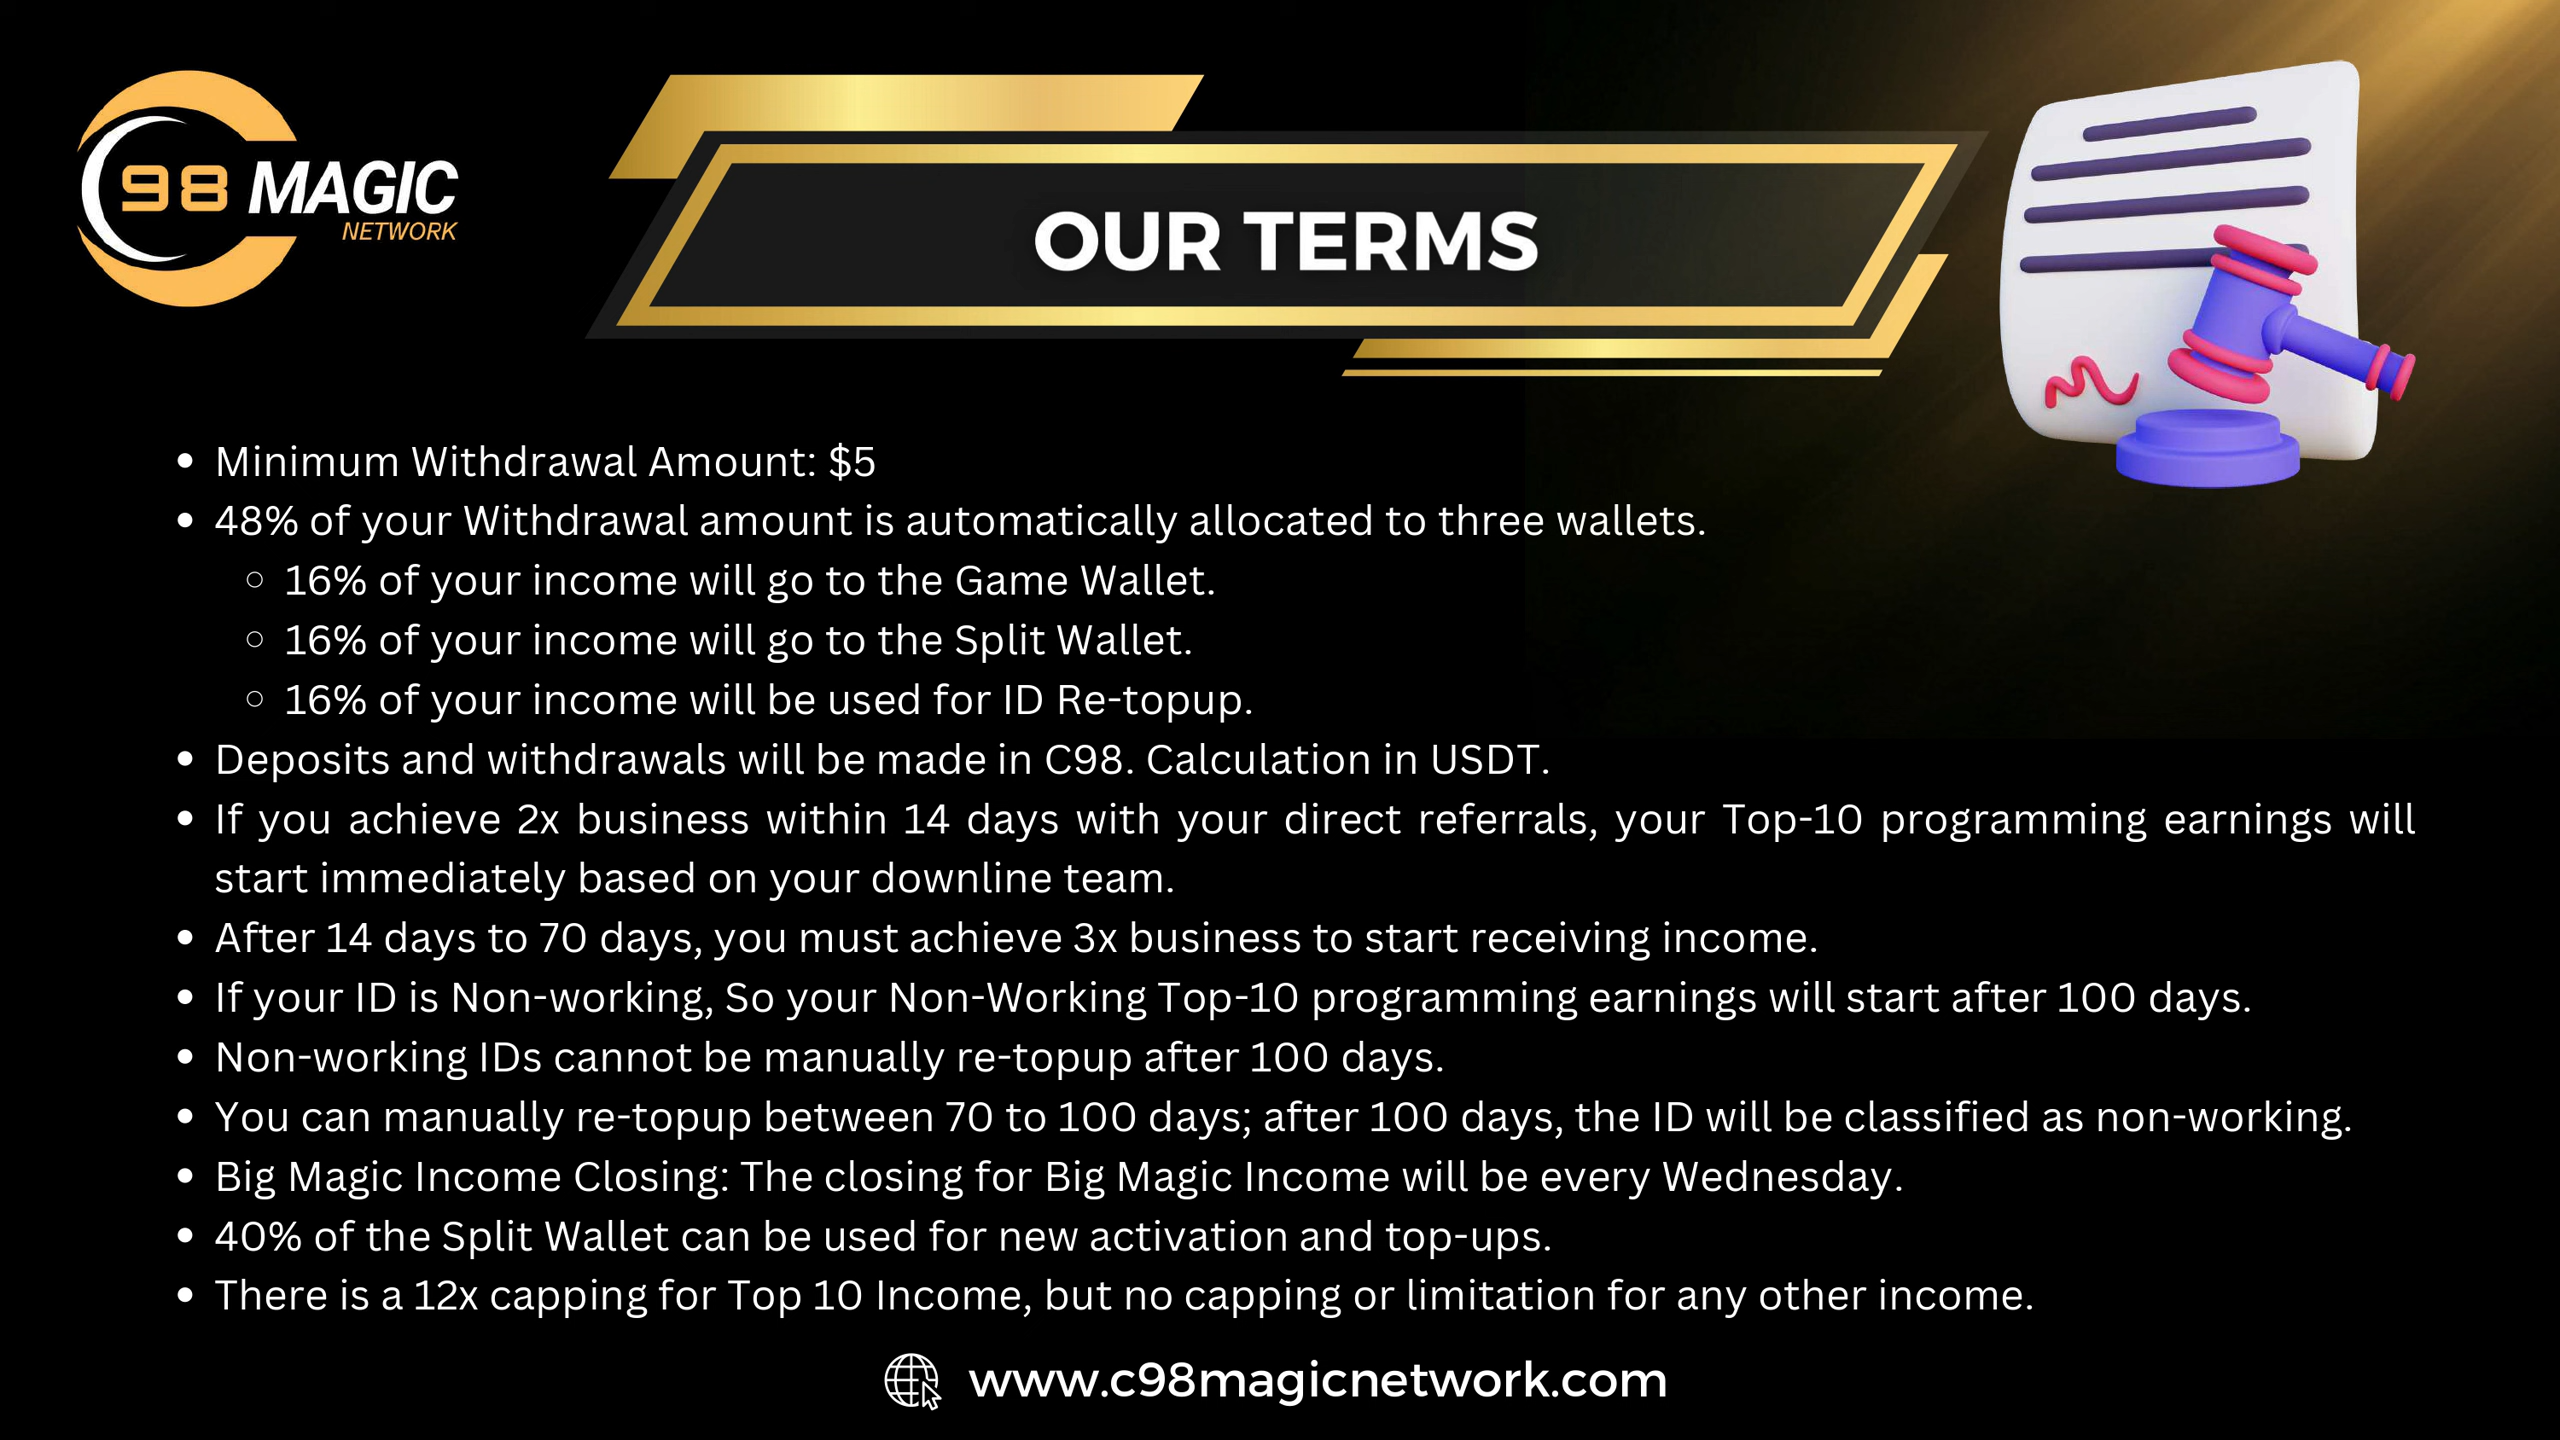 98 MAGIC
NETWORK
OUR TERMS
• Minimum Withdrawal Amount: $5
• 48% of your Withdrawal amount is automatically allocated to three wallets.
○ 16% of your income will go to the Game Wallet.
○ 16% of your income will go to the Split Wallet.
○ 16% of your income will be used for ID Re-topup.
• Deposits and withdrawals will be made in C98. Calculation in USDT.
• If you achieve 2x business within 14 days with your direct referrals, your Top-10 programming earnings will
start immediately based on your downline team.
• After 14 days to 70 days, you must achieve 3x business to start receiving income.
• If your ID is Non-working, So your Non-Working Top-10 programming earnings will start after 100 days.
• Non-working IDs cannot be manually re-topup after 100 days.
• You can manually re-topup between 70 to 100 days; after 100 days, the ID will be classified as non-working.
• Big Magic Income Closing: The closing for Big Magic Income will be every Wednesday.
• 40% of the Split Wallet can be used for new activation and top-ups.
• There is a 12x capping for Top 10 Income, but no capping or limitation for any other income.
www.c98magicnetwork.com